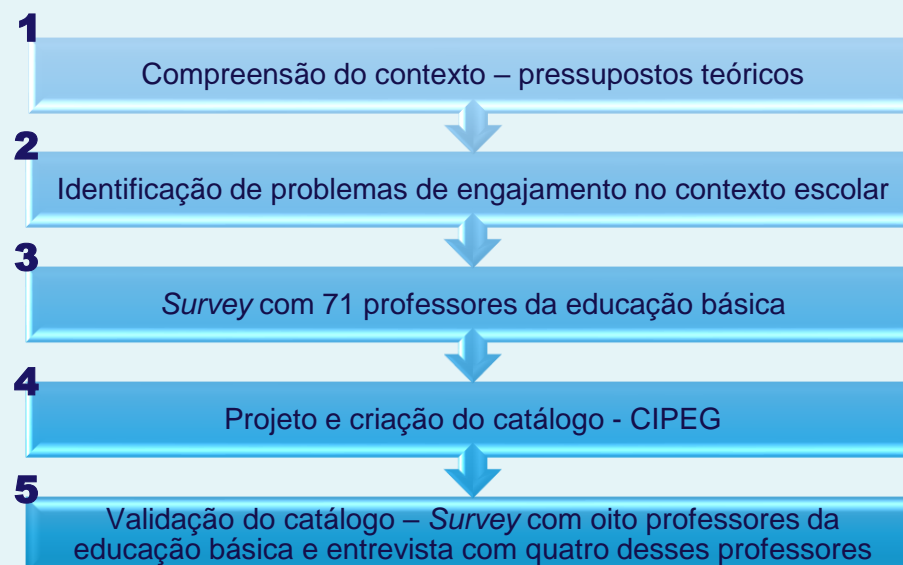 1
Compreensão do contexto – pressupostos teóricos
2
Identificação de problemas de engajamento no contexto escolar
3
Survey com 71 professores da educação básica
4
Projeto e criação do catálogo - CIPEG
5
Validação do catálogo – Survey com oito professores da
educação básica e entrevista com quatro desses professores